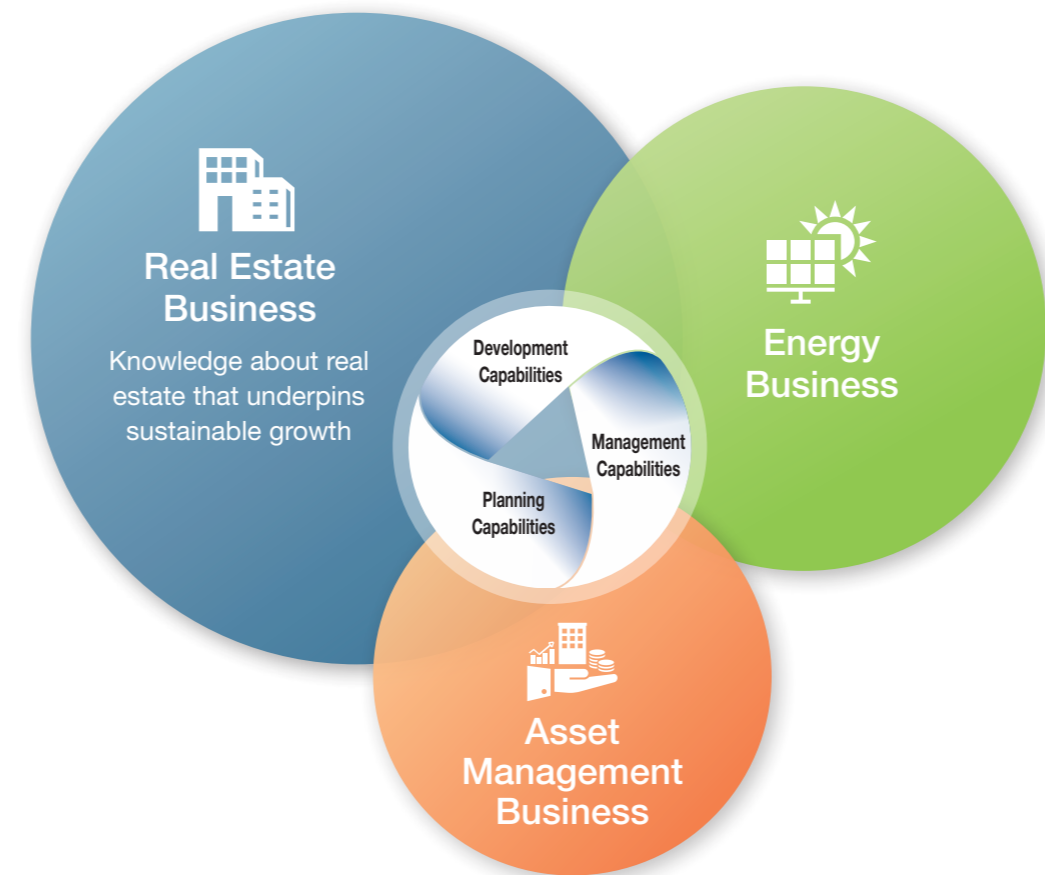 Real Estate
Business
Knowledge about real
estate that underpins
sustainable growth
Energy
Business
Development
Capabilities
Management
Capabilities
Planning
Capabilities
Asset
Management
Business